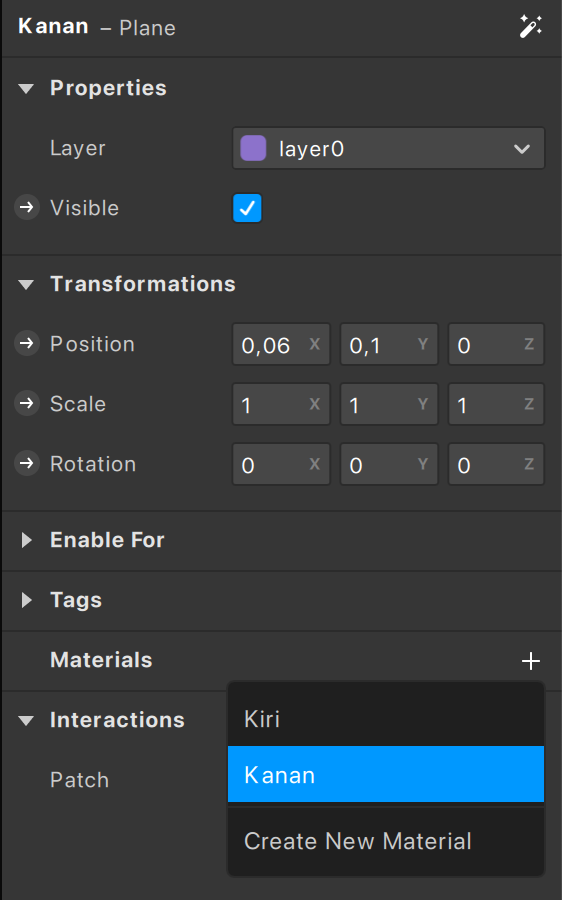 Kanan – Plane
Properties
Layer layer0
Visible
Transformations
Position 0,06 X 0,1 Y 0 Z
Scale 1 X 1 Y 1 Z
Rotation 0 X 0 Y 0 Z
Enable For
Tags
Materials
Interactions
Kiri
Kanan
Patch
Create New Material